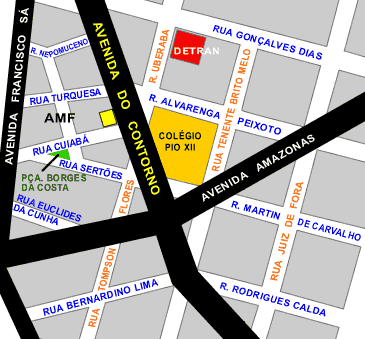 AVENIDA FRANCISCO SÁ
R. NEPOMUCENO
AVENIDA DO CONTORNO
R. UBERABA
DETRAN
RUA GONÇALVES DIAS
RUA TURQUESA
R. ALVARENGA PEIXOTO
RUA TENENTE BRITO MELO
AMF
COLÉGIO
PIO XII
RUA CUIABÁ
RUA SERTÕES
AVENIDA AMAZONAS
PÇA. BORGES
DA COSTA
RUA EUCLIDES
DA CUNHA
RUA TOMPSON FLORES
R. MARTIN DE CARVALHO
RUA JUIZ DE FORA
RUA BERNARDINO LIMA
R. RODRIGUES CALDA